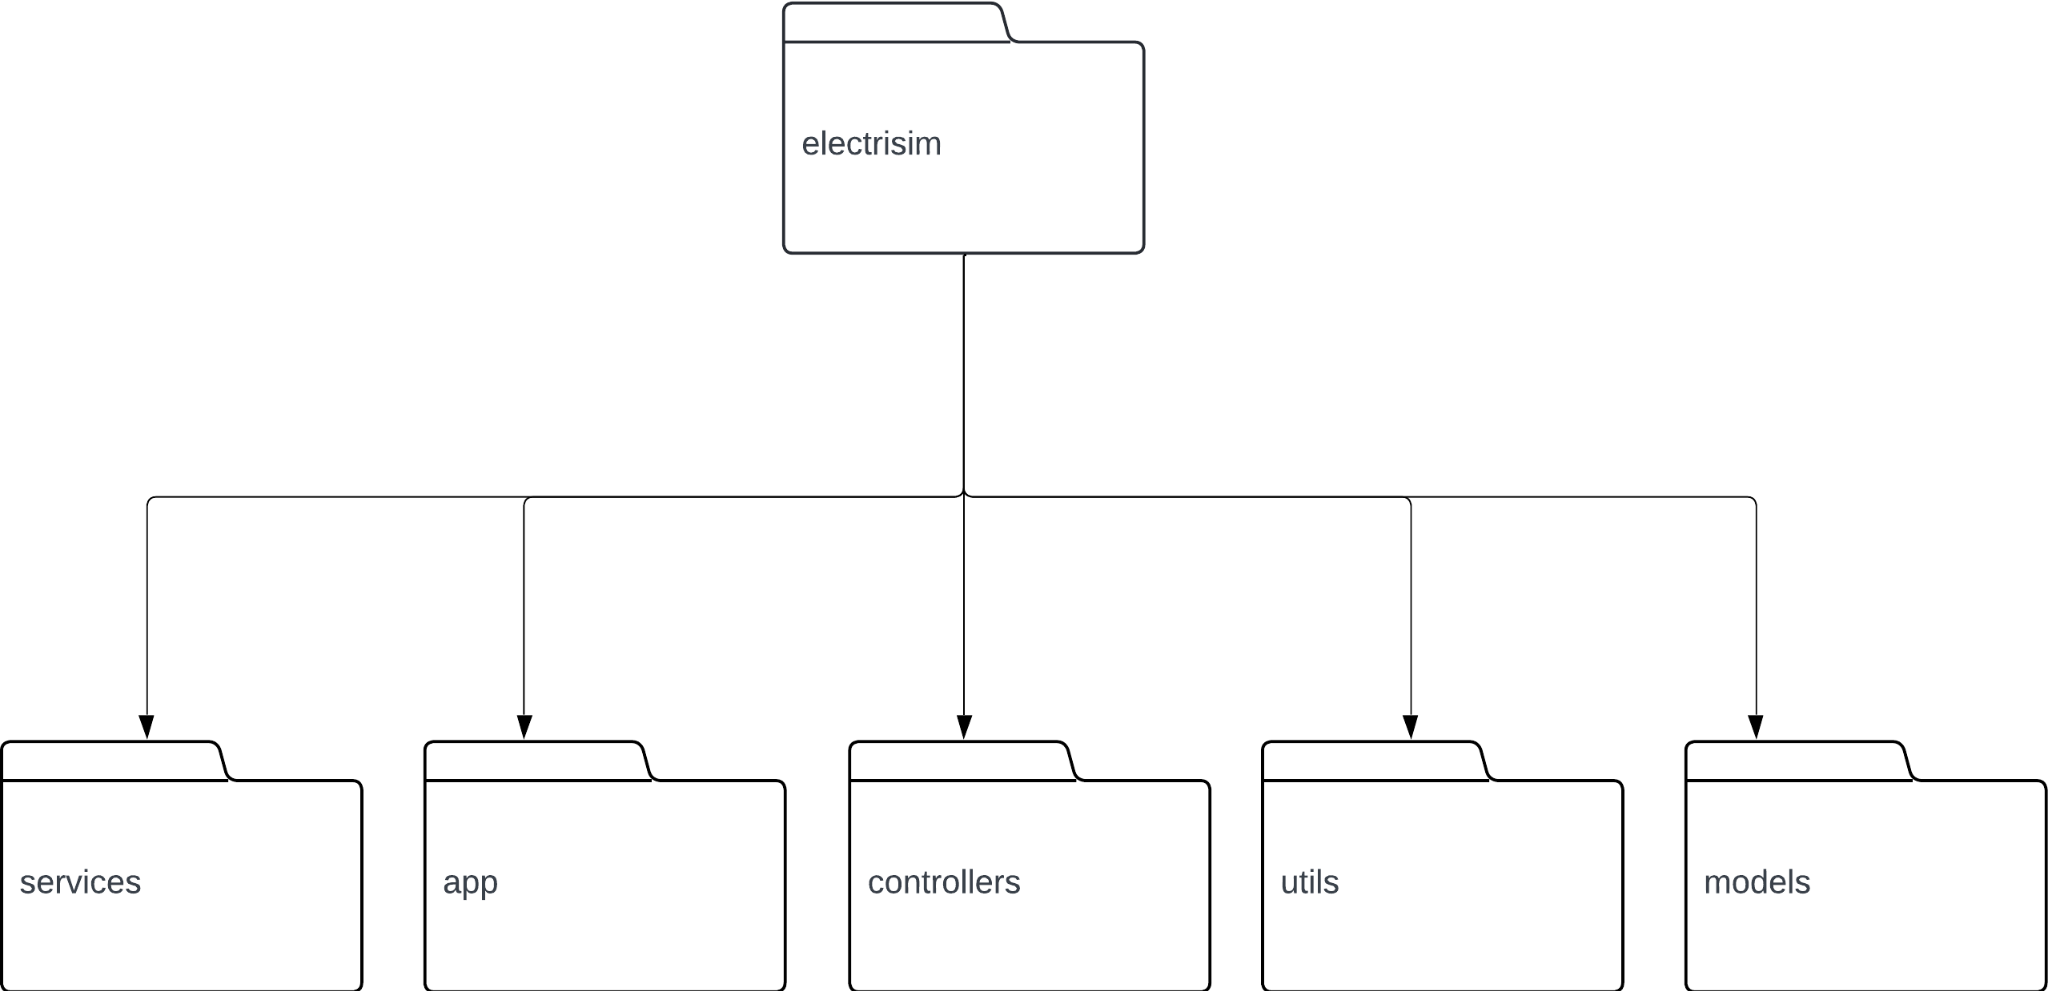 electrisim
services
app
controllers
utils
models